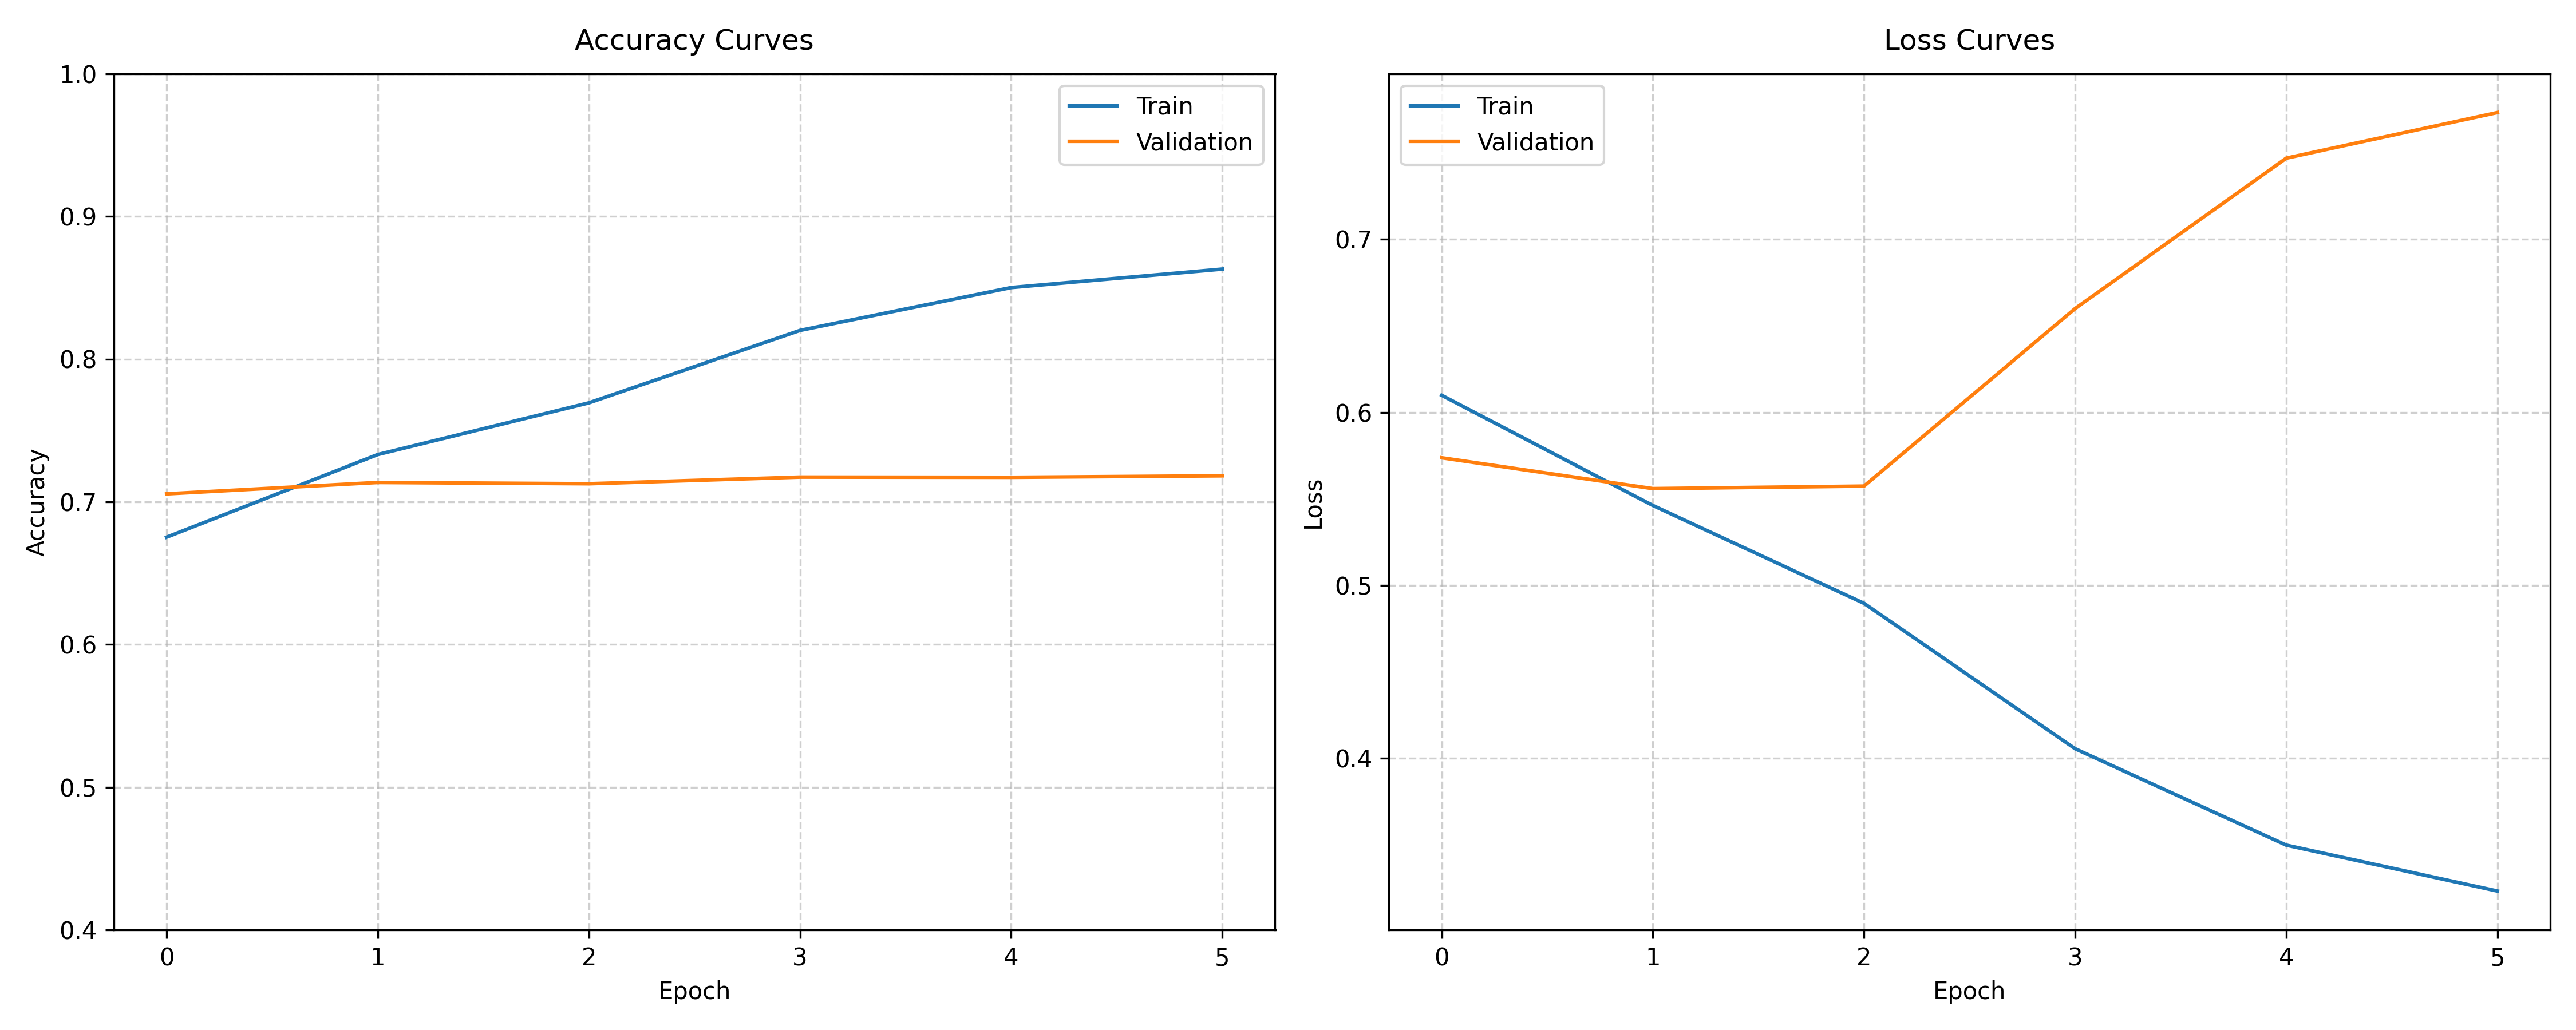 Accuracy Curves
1.0
0.9
0.8
0.7
0.6
0.5
0.4
Accuracy
Train
Validation
0 1 2 3 4 5
Epoch
Loss Curves
Train
Validation
0.7
0.6
0.5
0.4
Loss
0 1 2 3 4 5
Epoch